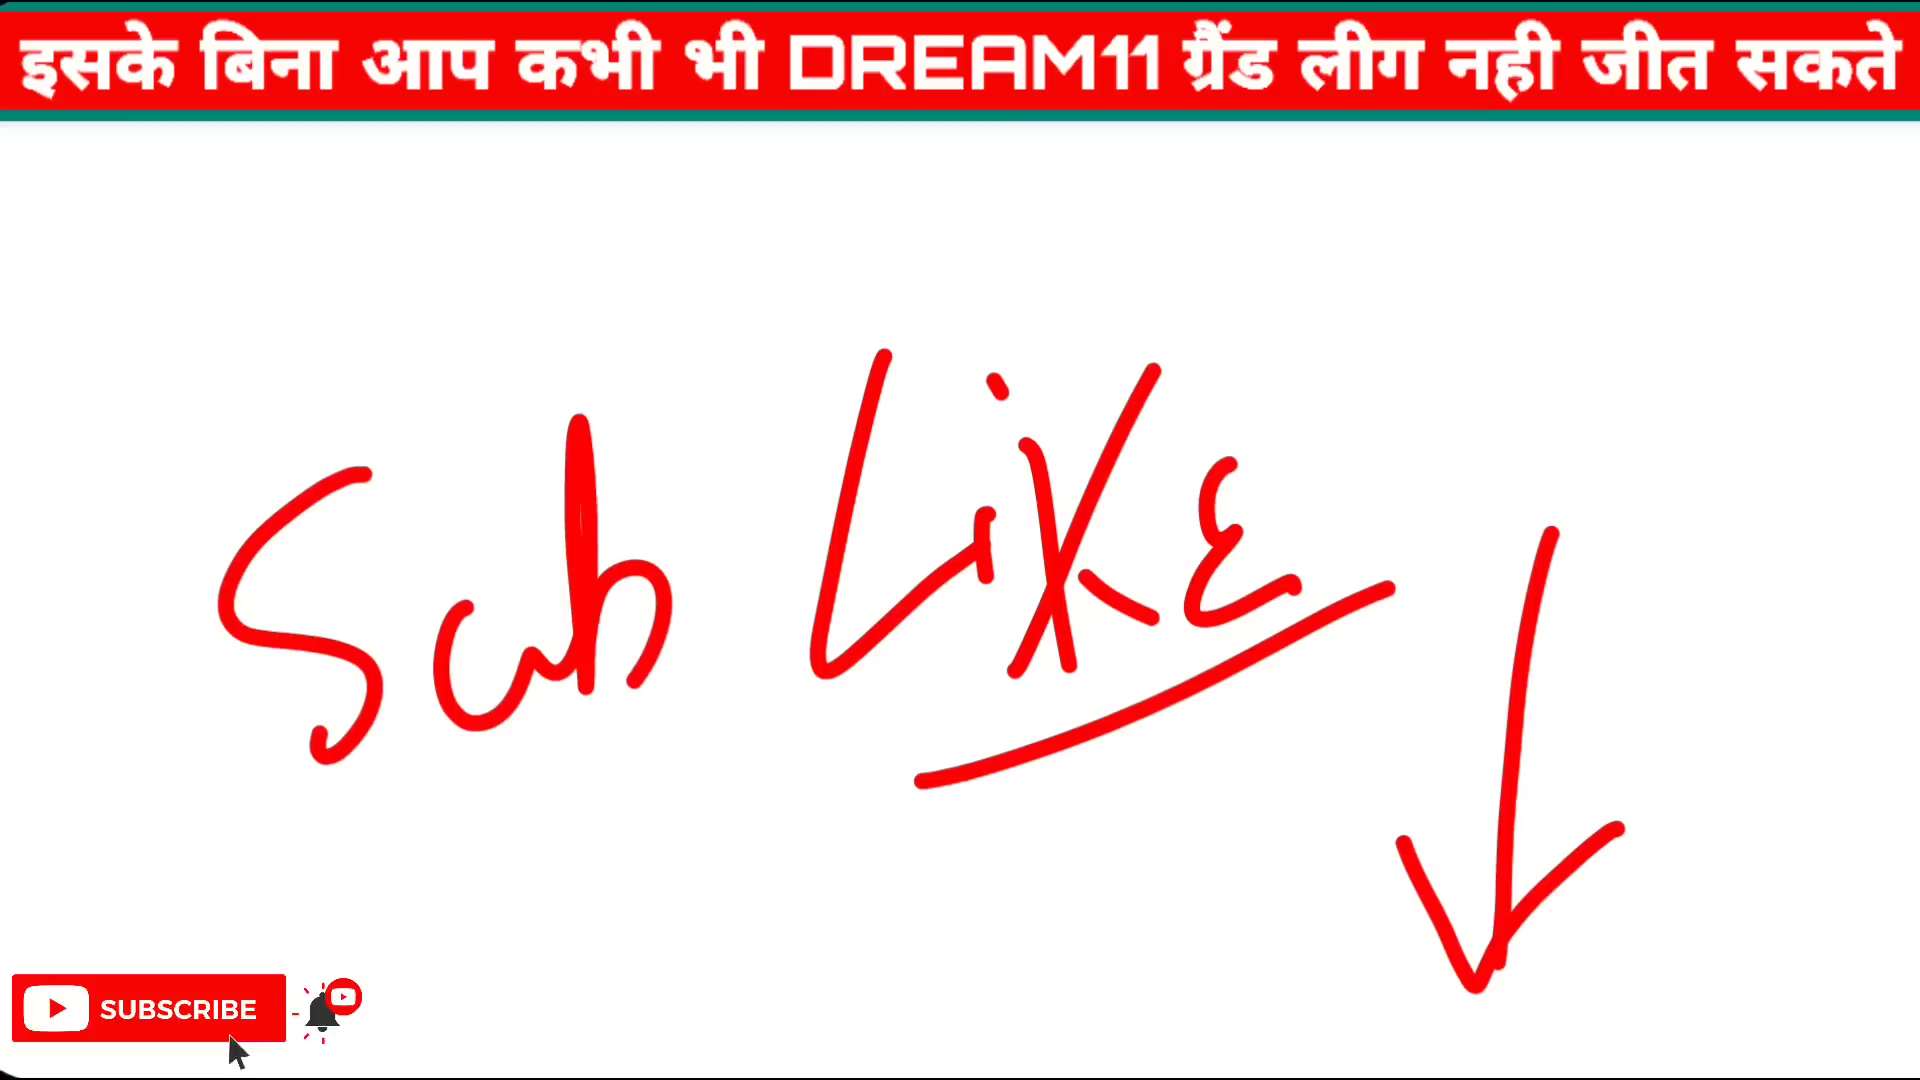 इसके बिना आप कभी भी DREAM11 ग्रैंड लीग नही जीत सकते
Sub Like
SUBSCRIBE